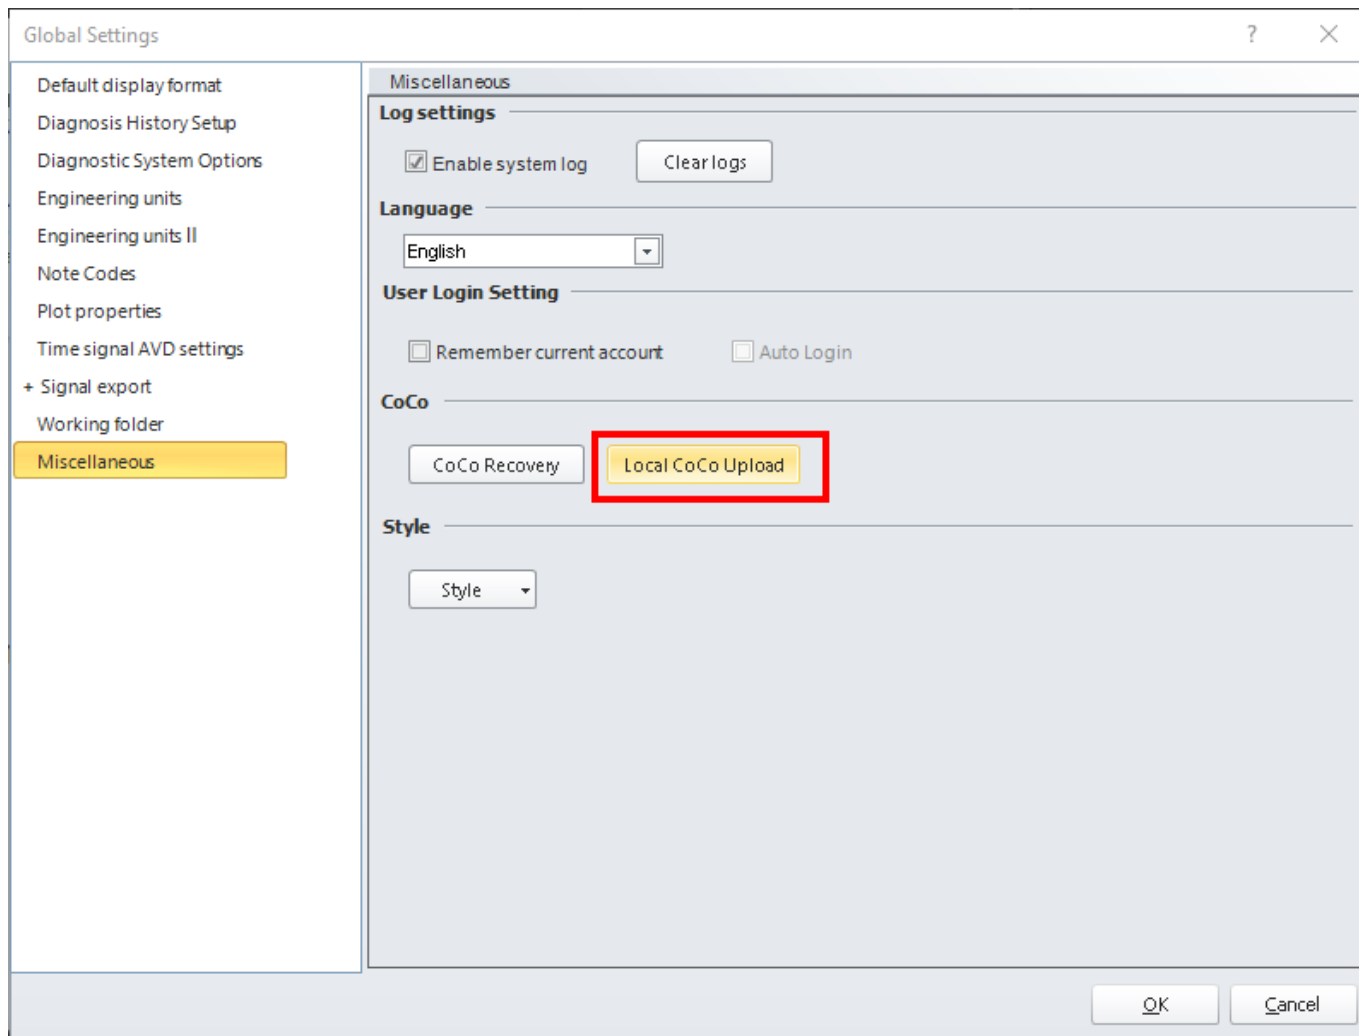 Global Settings
?
Default display format
Diagnosis History Setup
Diagnostic System Options
Engineering units
Engineering units II
Note Codes
Plot properties
Time signal AVD settings
+ Signal export
Working folder
Miscellaneous
Miscellaneous
Log settings
Enable system log
Clear logs
Language
English
User Login Setting
Remember current account
Auto Login
CoCo
CoCo Recovery
Local CoCo Upload
Style
Style
OK
Cancel